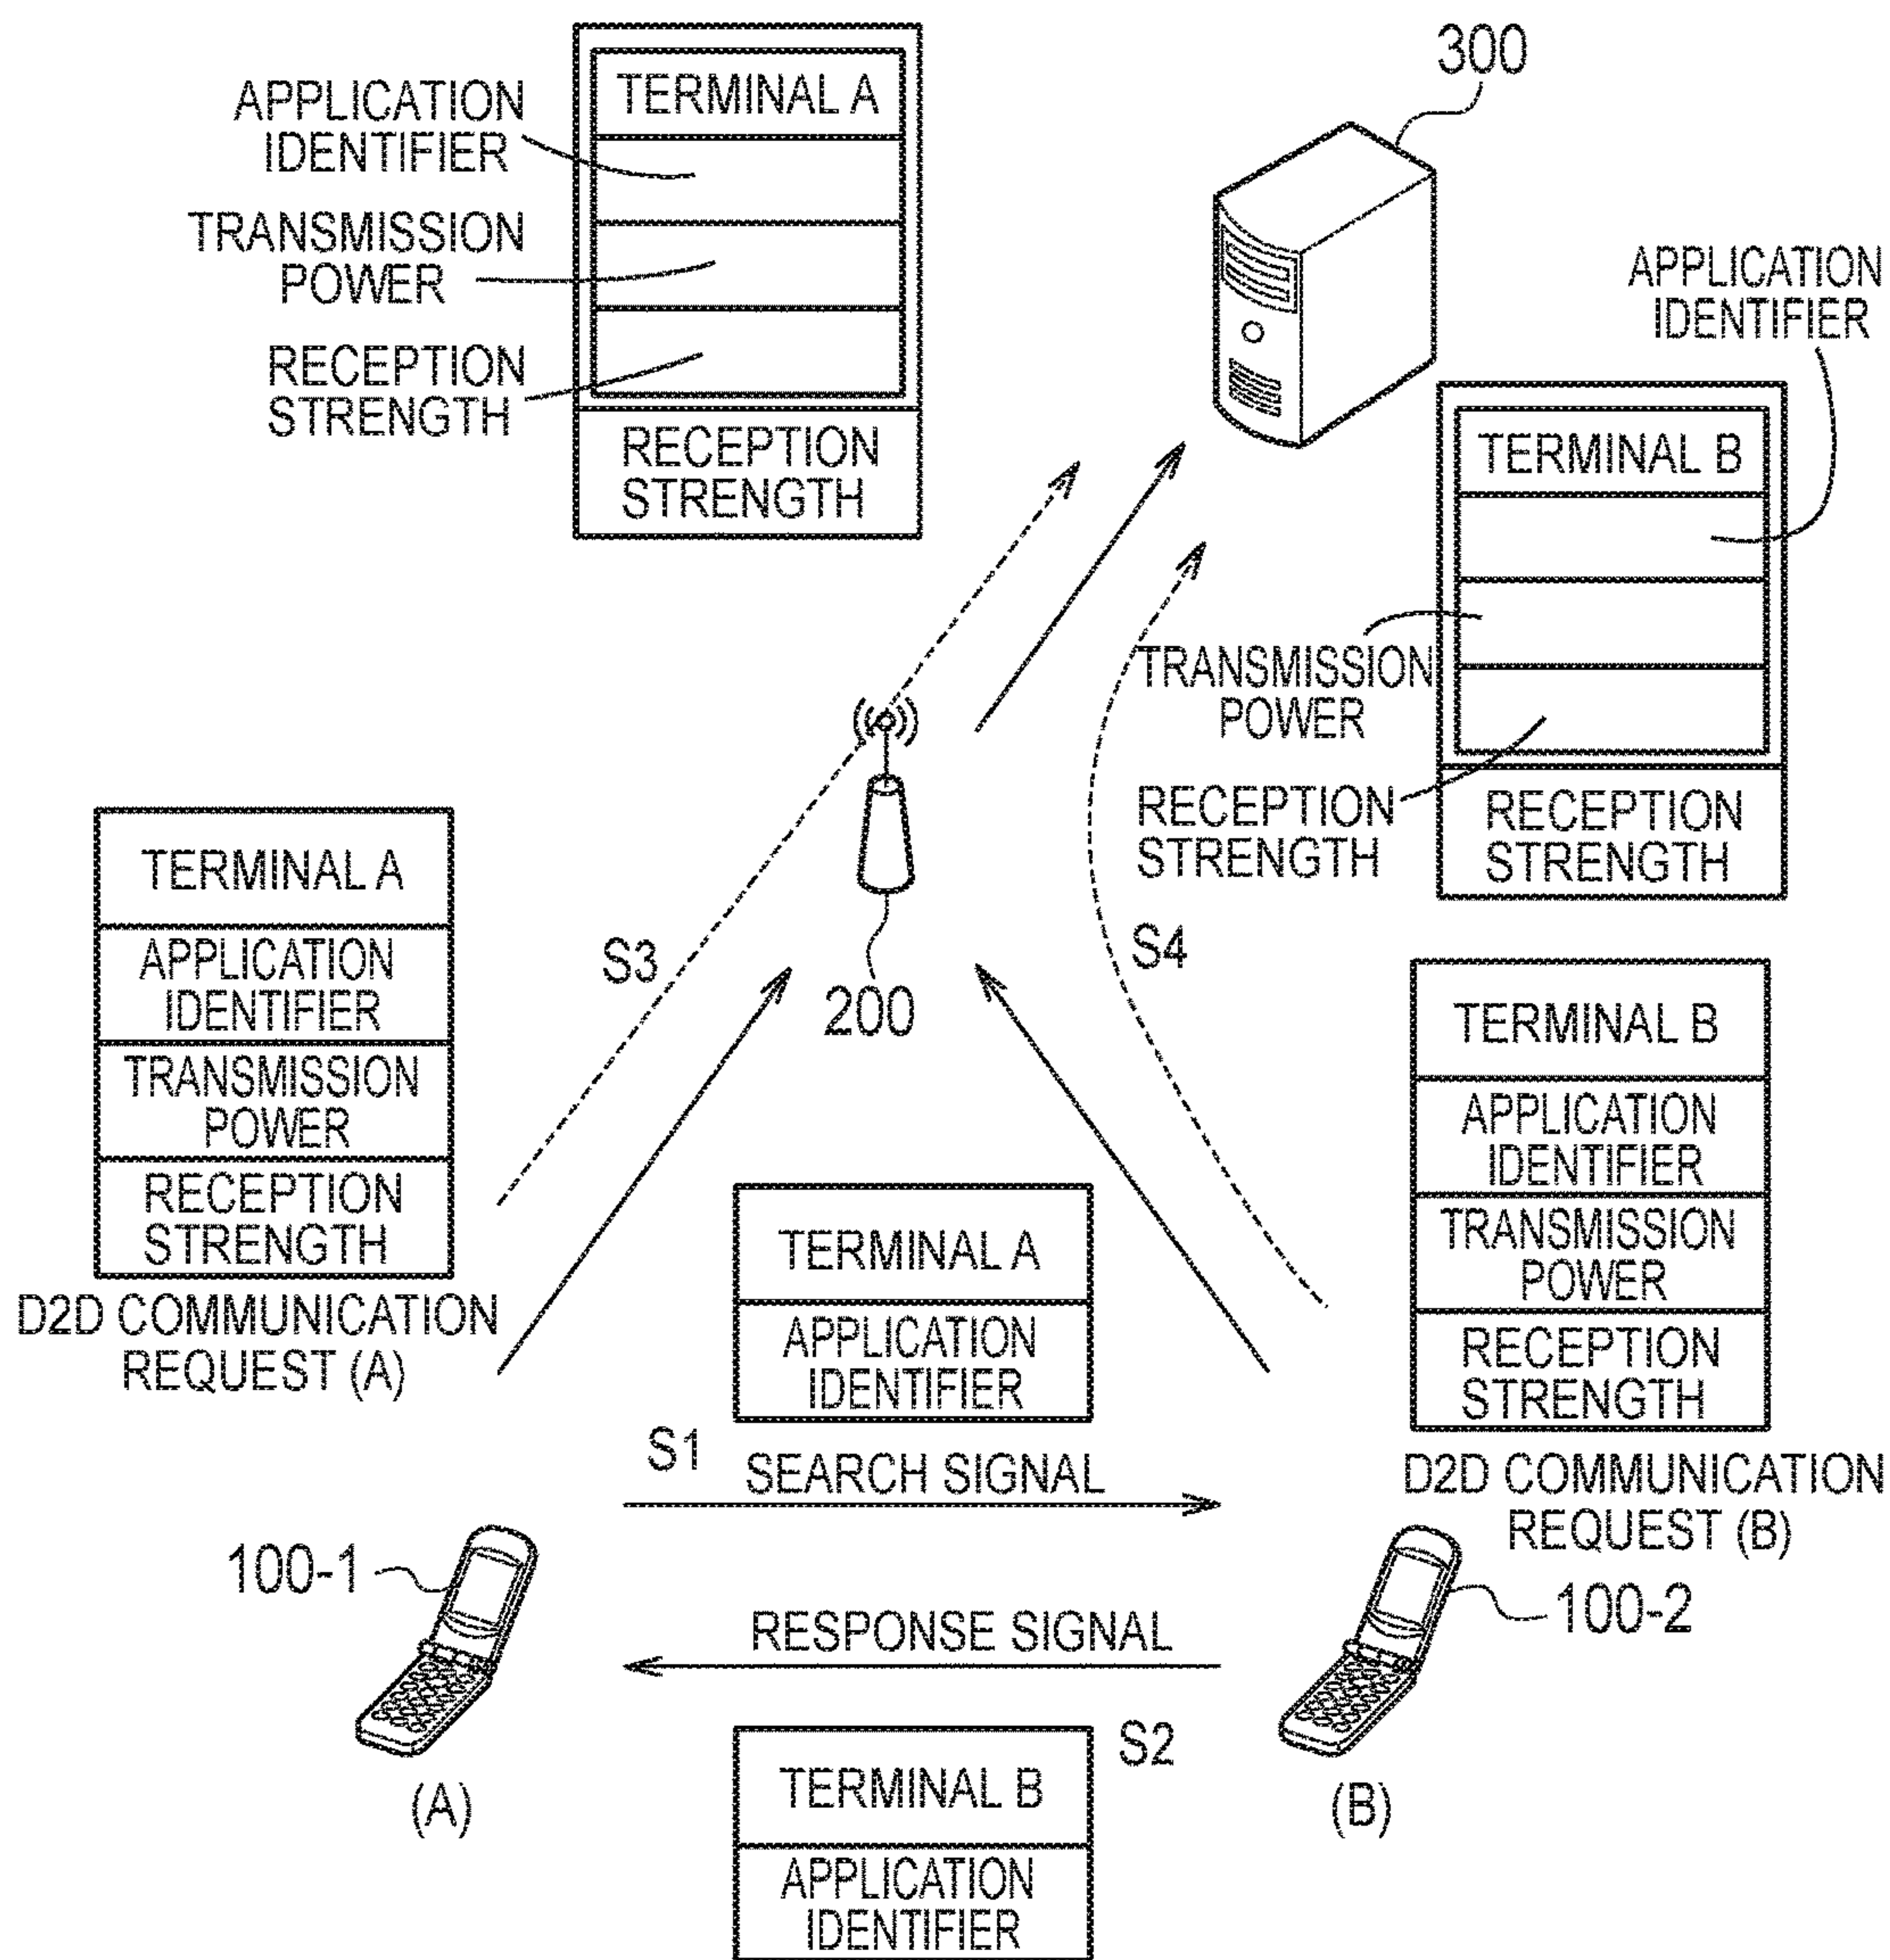 APPLICATION
IDENTIFIER
TRANSMISSION
POWER
RECEPTION
STRENGTH
TERMINAL A
RECEPTION
STRENGTH
300
APPLICATION
IDENTIFIER
TERMINAL B
TRANSMISSION
POWER
RECEPTION
STRENGTH
RECEPTION
STRENGTH
TERMINAL A
APPLICATION
IDENTIFIER
TRANSMISSION
POWER
RECEPTION
STRENGTH
D2D COMMUNICATION
REQUEST (A)
S3
200
S4
TERMINAL B
APPLICATION
IDENTIFIER
TRANSMISSION
POWER
RECEPTION
STRENGTH
D2D COMMUNICATION
REQUEST (B)
TERMINAL A
APPLICATION
IDENTIFIER
S1
SEARCH SIGNAL
100-1
100-2
RESPONSE SIGNAL
S2
(A)
(B)
TERMINAL B
APPLICATION
IDENTIFIER